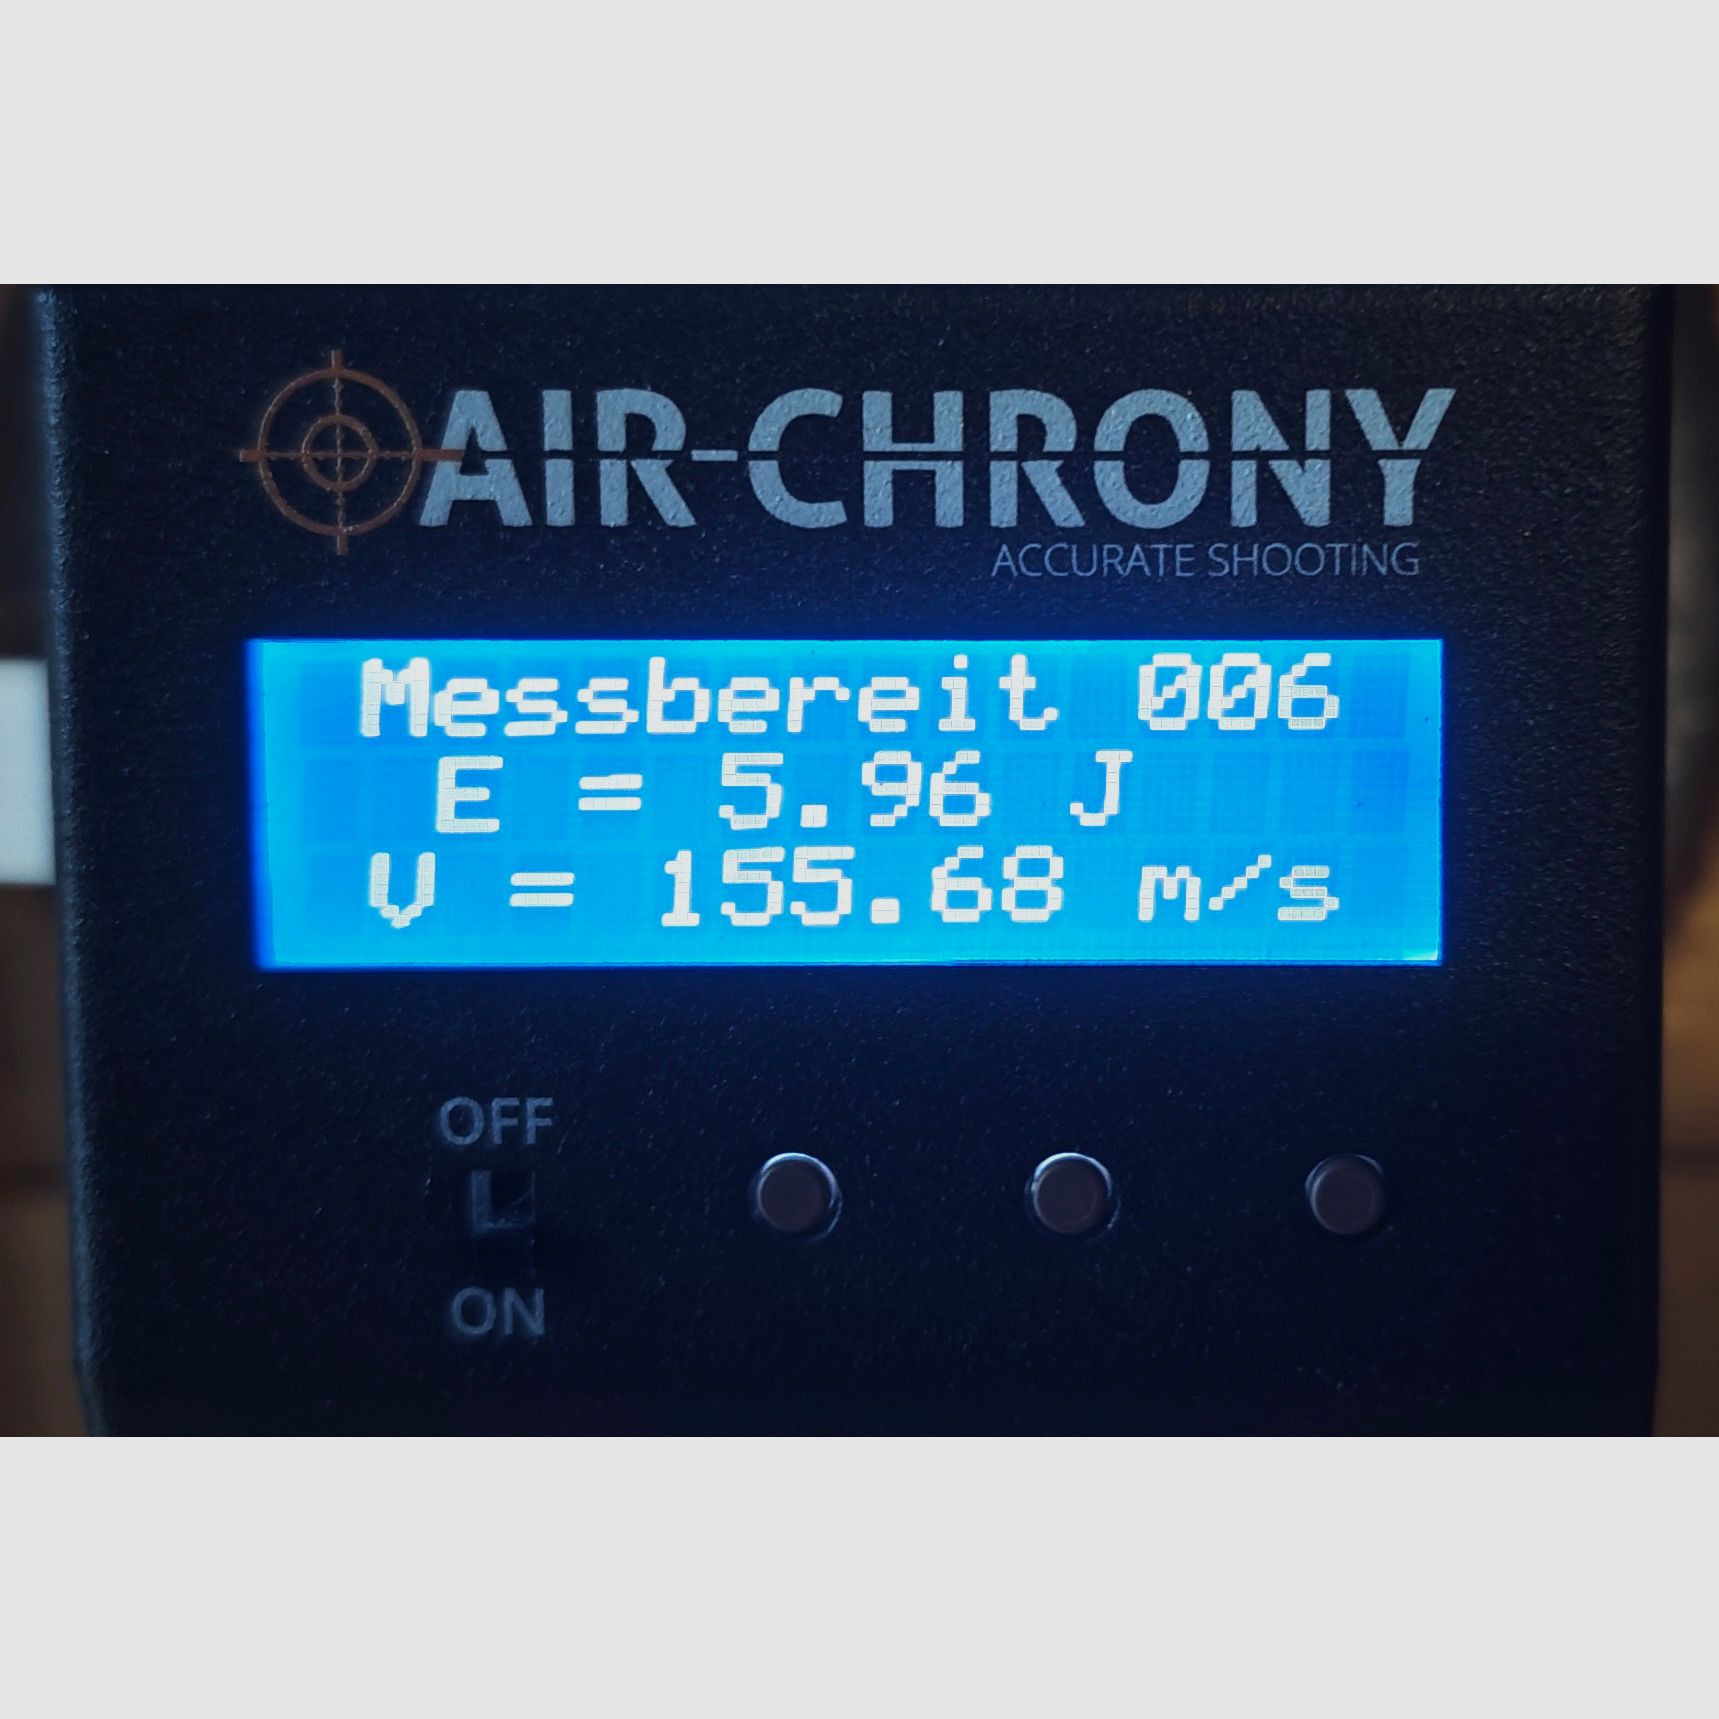 AIR-CHRONY
ACCURATE SHOOTING
Messbereit 006
E = 5.96 J
V = 155.68 m/s
OFF
ON